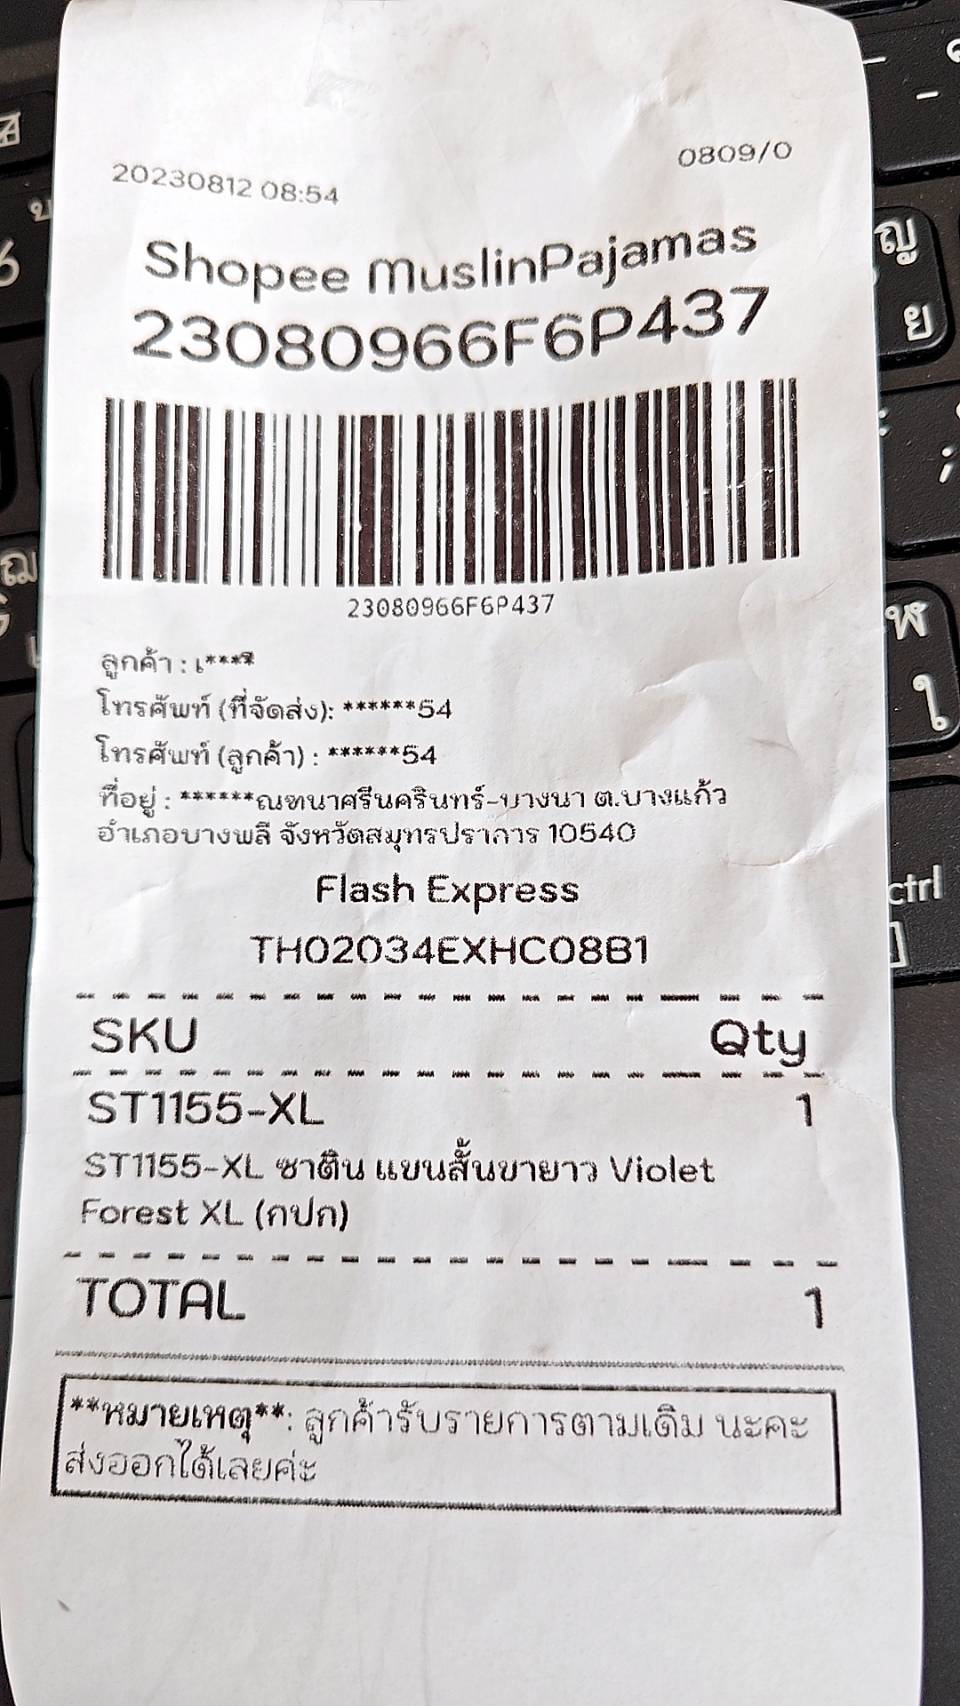 20230812 08:54
0809/0
Shopee MuslinPajamas
23080966F6P437
23080966F6P437
ลูกค้า : เ****
โทรศัพท์ (ที่จัดส่ง): ******54
โทรศัพท์ (ลูกค้า) : ******54
ที่อยู่ : ******ณฑนาศรีนครินทร์-บางนา ต.บางแก้ว
อำเภอบางพลี จังหวัดสมุทรปราการ 10540
Flash Express
TH02034EXHC08B1
SKU Qty
ST1155-XL 1
ST1155-XL ซาติน แขนสั้นขายาว Violet
Forest XL (กปก)
TOTAL 1
**หมายเหตุ**: ลูกค้ารับรายการตามเดิม นะคะ
ส่งออกได้เลยค่ะ
ญ
ย
ฬ
ใ
ctrl